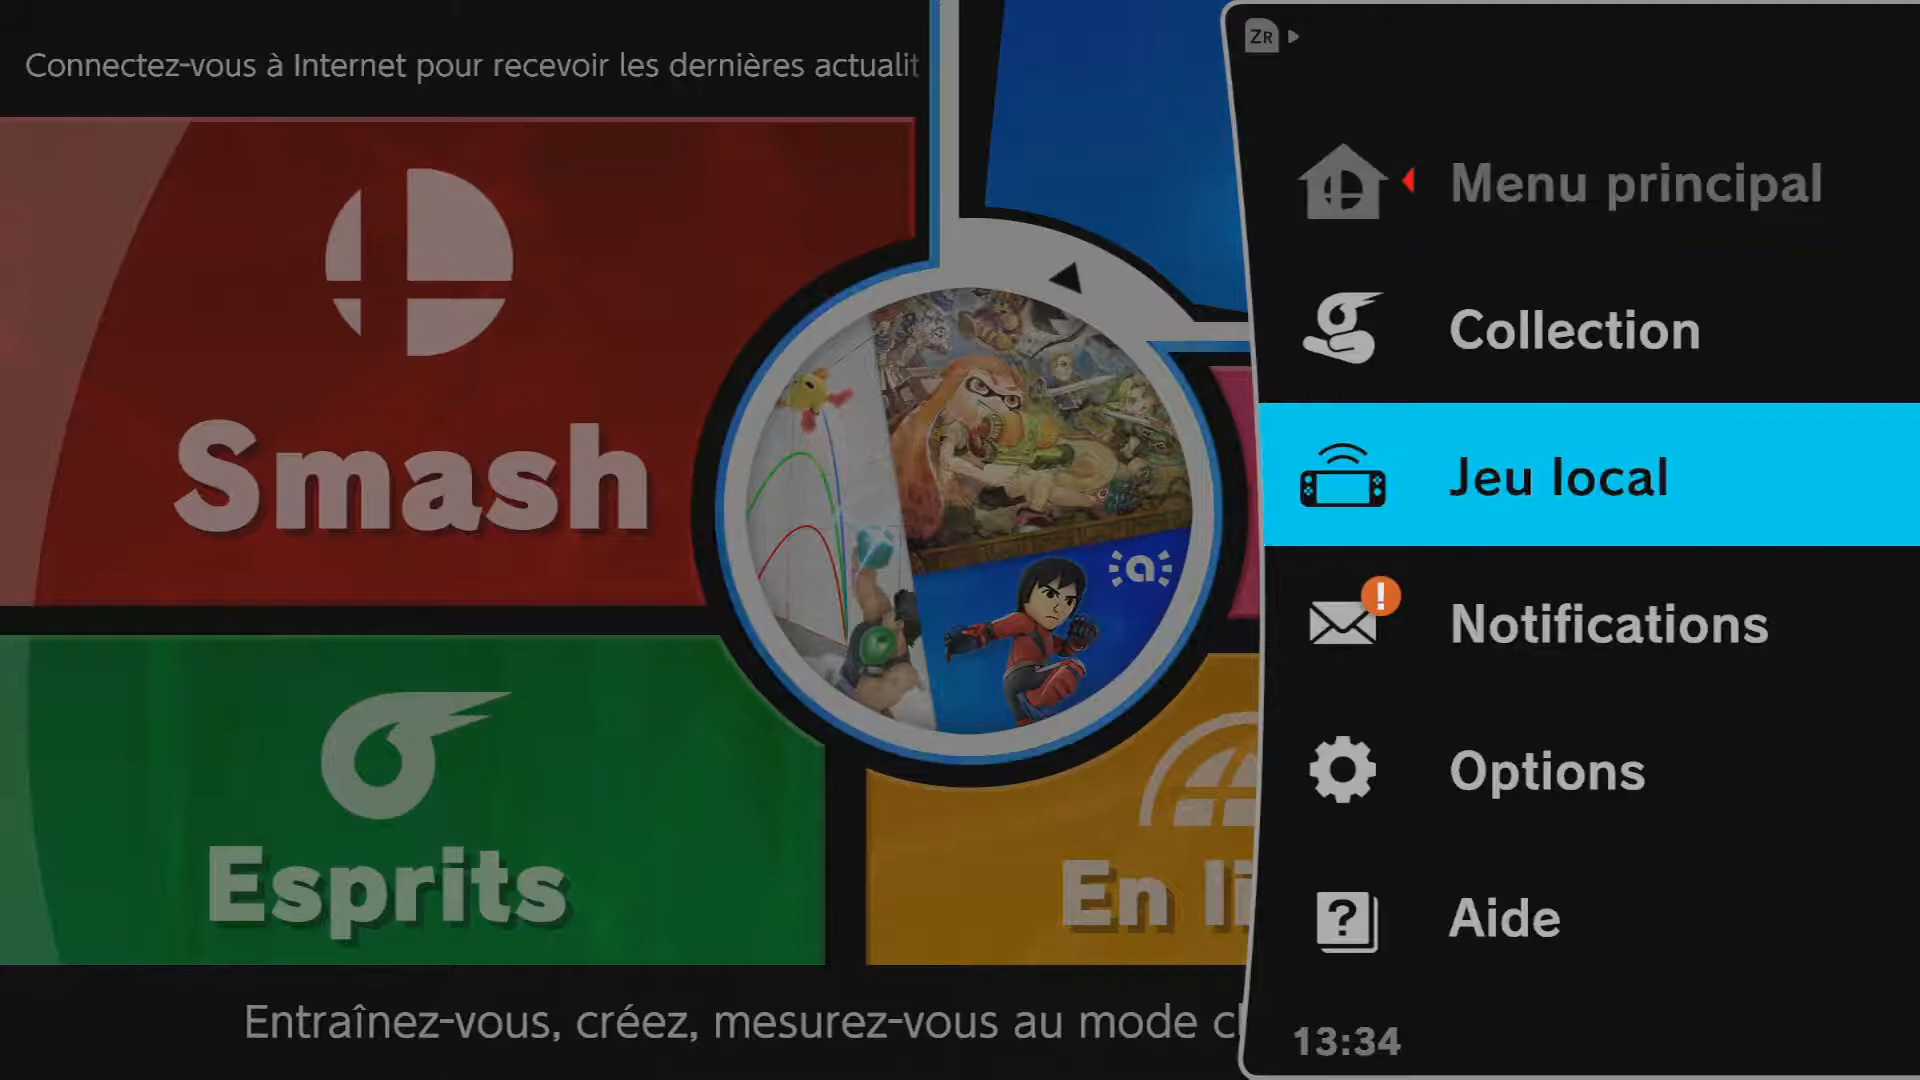 Connectez-vous à Internet pour recevoir les dernières actualit
Smash
Esprits
En li
Entraînez-vous, créez, mesurez-vous au mode cl
ZR
Menu principal
Collection
Jeu local
Notifications
Options
Aide
13:34